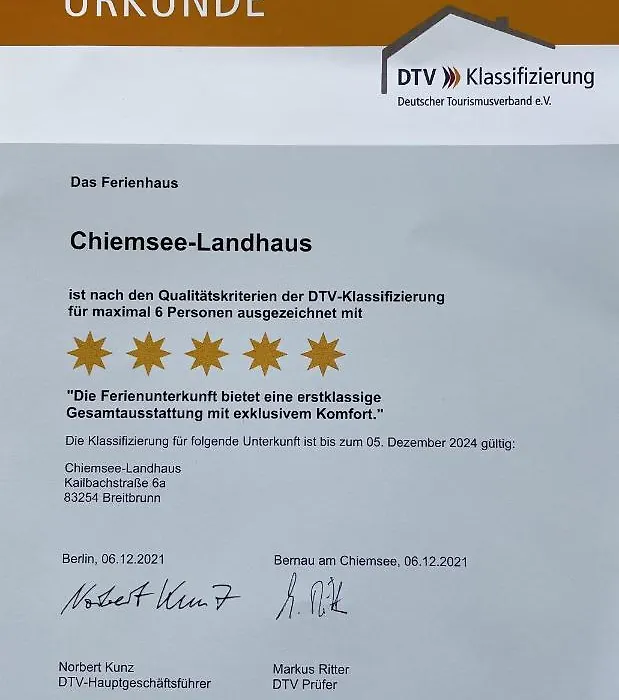 URKUNDE
DTV Klassifizierung
Deutscher Tourismusverband e.V.
Das Ferienhaus
Chiemsee-Landhaus
ist nach den Qualitätskriterien der DTV-Klassifizierung
für maximal 6 Personen ausgezeichnet mit
"Die Ferienunterkunft bietet eine erstklassige
Gesamtausstattung mit exklusivem Komfort."
Die Klassifizierung für folgende Unterkunft ist bis zum 05. Dezember 2024 gültig:
Chiemsee-Landhaus
Kailbachstraße 6a
83254 Breitbrunn
Berlin, 06.12.2021
Bernau am Chiemsee, 06.12.2021
Norbert Kunz
Norbert Kunz
DTV-Hauptgeschäftsführer
Markus Ritter
DTV Prüfer